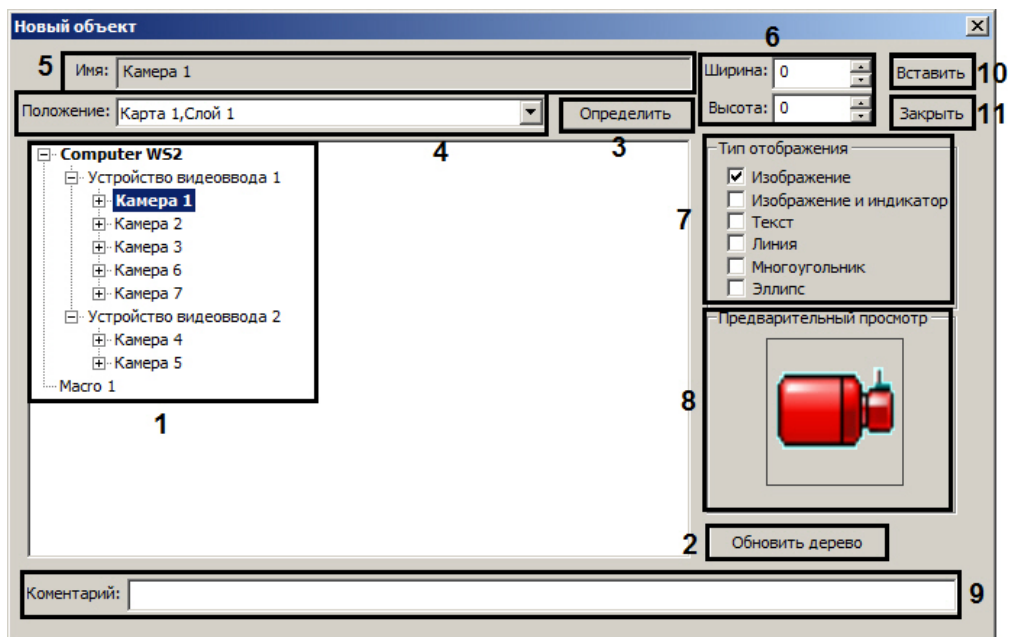 Новый объект
6
5 Имя: Камера 1 Ширина: 0 Вставить 10
Положение: Карта 1,Слой 1 Определить Высота: 0 Закрыть 11
4 3
Computer WS2
Устройство видеоввода 1
Камера 1
Камера 2
Камера 3
Камера 6
Камера 7
Устройство видеоввода 2
Камера 4
Камера 5
Macro 1
1
Тип отображения
Изображение
Изображение и индикатор
7 Текст
Линия
Многоугольник
Эллипс
Предварительный просмотр
8
2 Обновить дерево
Коментарий: 9